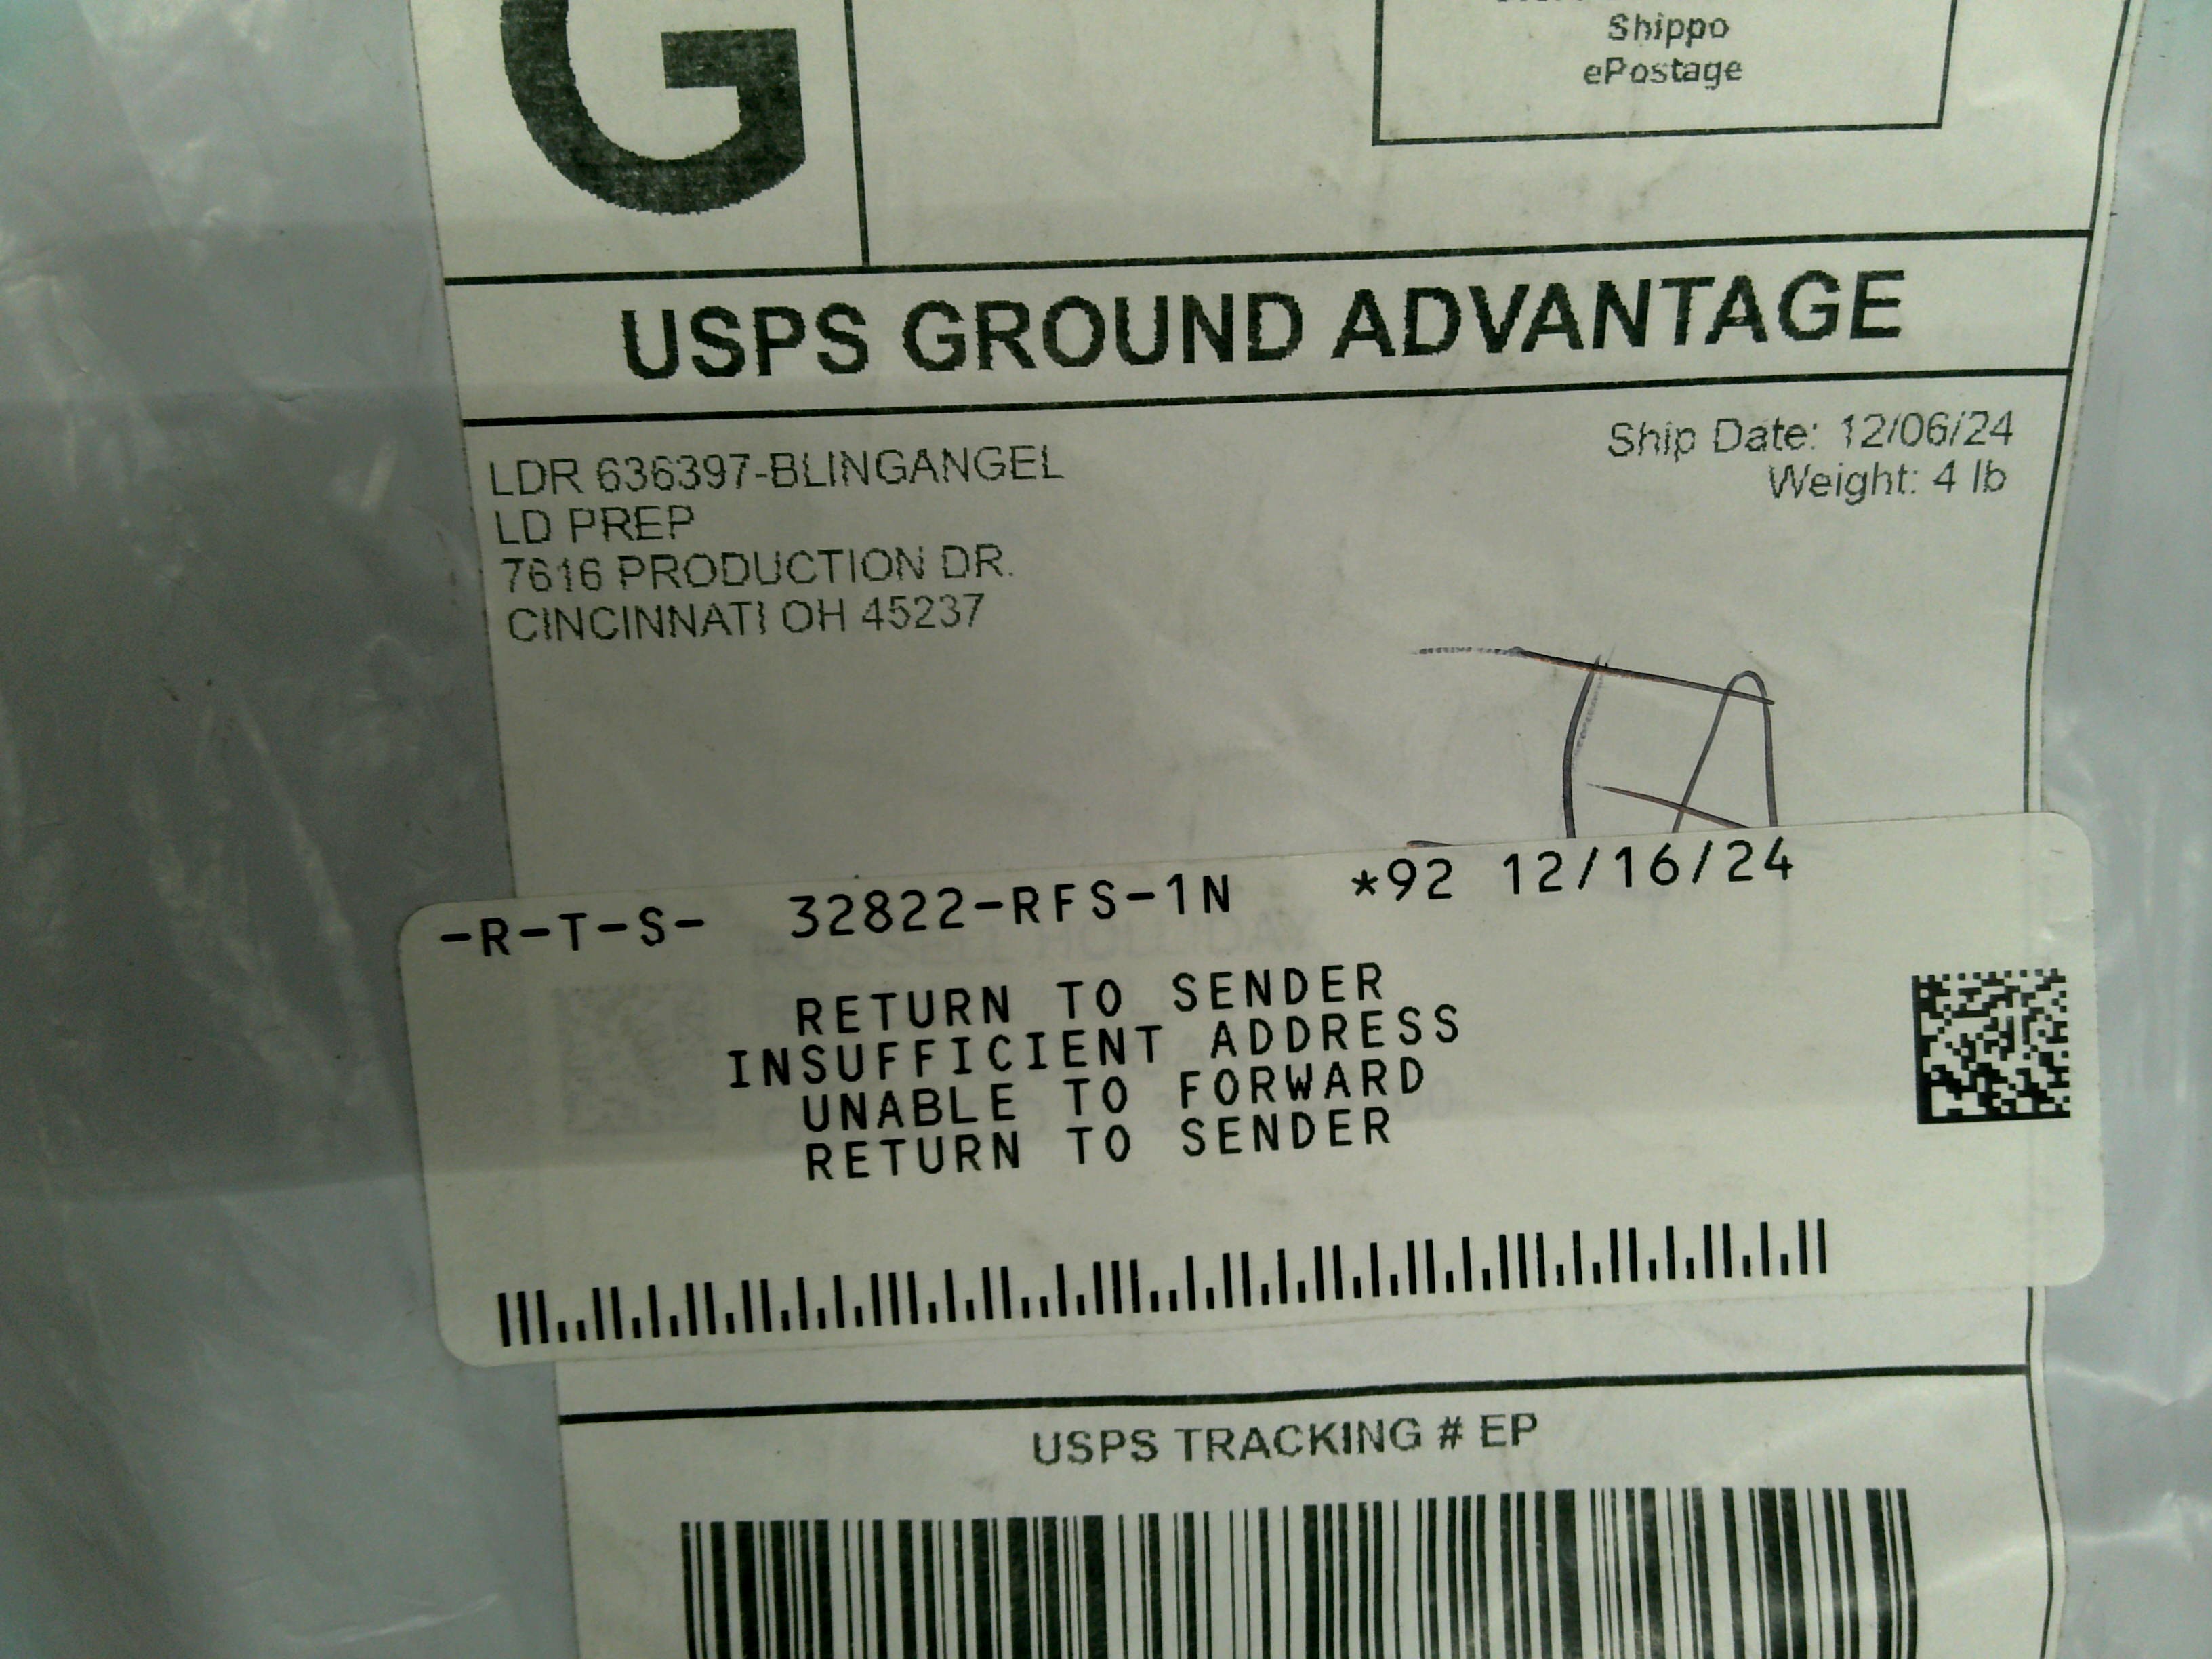 G
Shippo
ePostage
USPS GROUND ADVANTAGE
Ship Date: 12/06/24
Weight: 4 lb
LDR 636397-BLINGANGEL
LD PREP
7616 PRODUCTION DR.
CINCINNATI OH 45237
-R-T-S- 32822-RFS-1N *92 12/16/24
RETURN TO SENDER
INSUFFICIENT ADDRESS
UNABLE TO FORWARD
RETURN TO SENDER
USPS TRACKING # EP